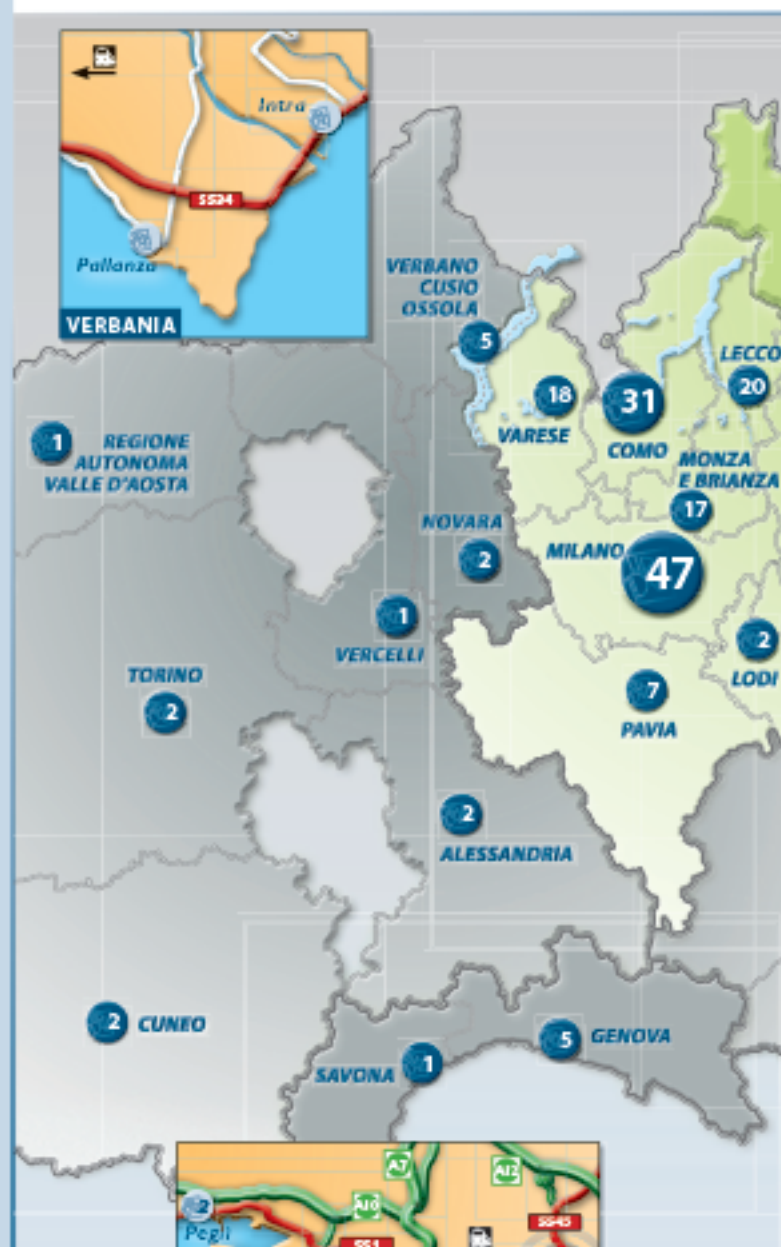 Intra
SS34
Pallanza
VERBANIA
VERBANO
CUSIO
OSSOLA
5
18
VARESE
31
COMO
LECCO
20
MONZA
E BRIANZA
17
1
REGIONE
AUTONOMA
VALLE D'AOSTA
NOVARA
2
MILANO
47
1
VERCELLI
2
LODI
TORINO
2
7
PAVIA
2
ALESSANDRIA
2
CUNEO
SAVONA
1
5
GENOVA
A7
A12
A10
2
Pegli
SS45
SS1